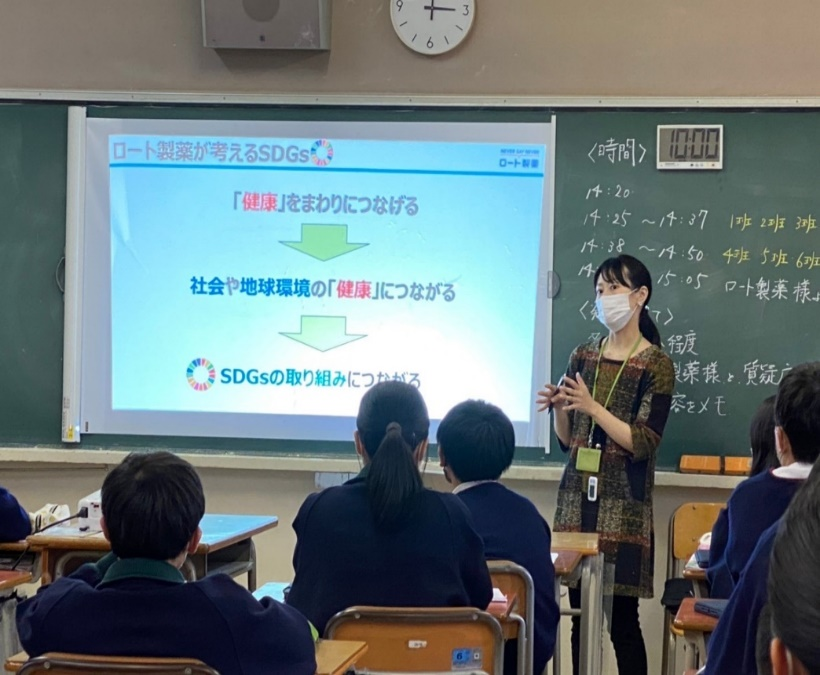 9
3
6
ロート製薬が考えるSDGs
ロート製薬
「健康」をまわりにつなげる
社会や地球環境の「健康」につながる
SDGsの取り組みにつながる
〈時間〉
10:00
14:20
14:25 ～14:37 1班 2班 3班
14:38 ～14:50 4班 5班 6班
14 15:05 ロート製薬様
程度
製薬様と質疑
容をメモ
6